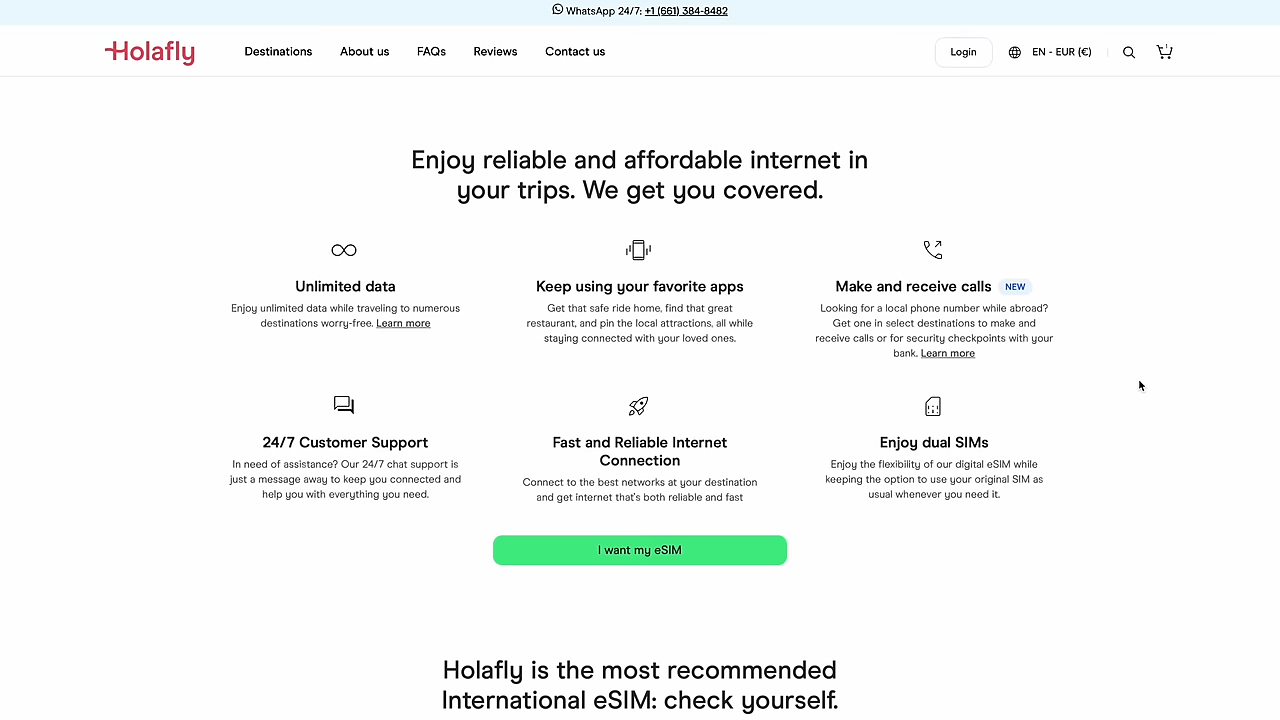 WhatsApp 24/7: +1 (661) 384-8482
Holafly
Destinations
About us
FAQs
Reviews
Contact us
Login
EN - EUR (€)
1
Enjoy reliable and affordable internet in
your trips. We get you covered.
Unlimited data
Enjoy unlimited data while traveling to numerous
destinations worry-free. Learn more
Keep using your favorite apps
Get that safe ride home, find that great
restaurant, and pin the local attractions, all while
staying connected with your loved ones.
Make and receive calls NEW
Looking for a local phone number while abroad?
Get one in select destinations to make and
receive calls or for security checkpoints with your
bank. Learn more
24/7 Customer Support
In need of assistance? Our 24/7 chat support is
just a message away to keep you connected and
help you with everything you need.
Fast and Reliable Internet
Connection
Connect to the best networks at your destination
and get internet that's both reliable and fast
Enjoy dual SIMs
Enjoy the flexibility of our digital eSIM while
keeping the option to use your original SIM as
usual whenever you need it.
I want my eSIM
Holafly is the most recommended
International eSIM: check yourself.